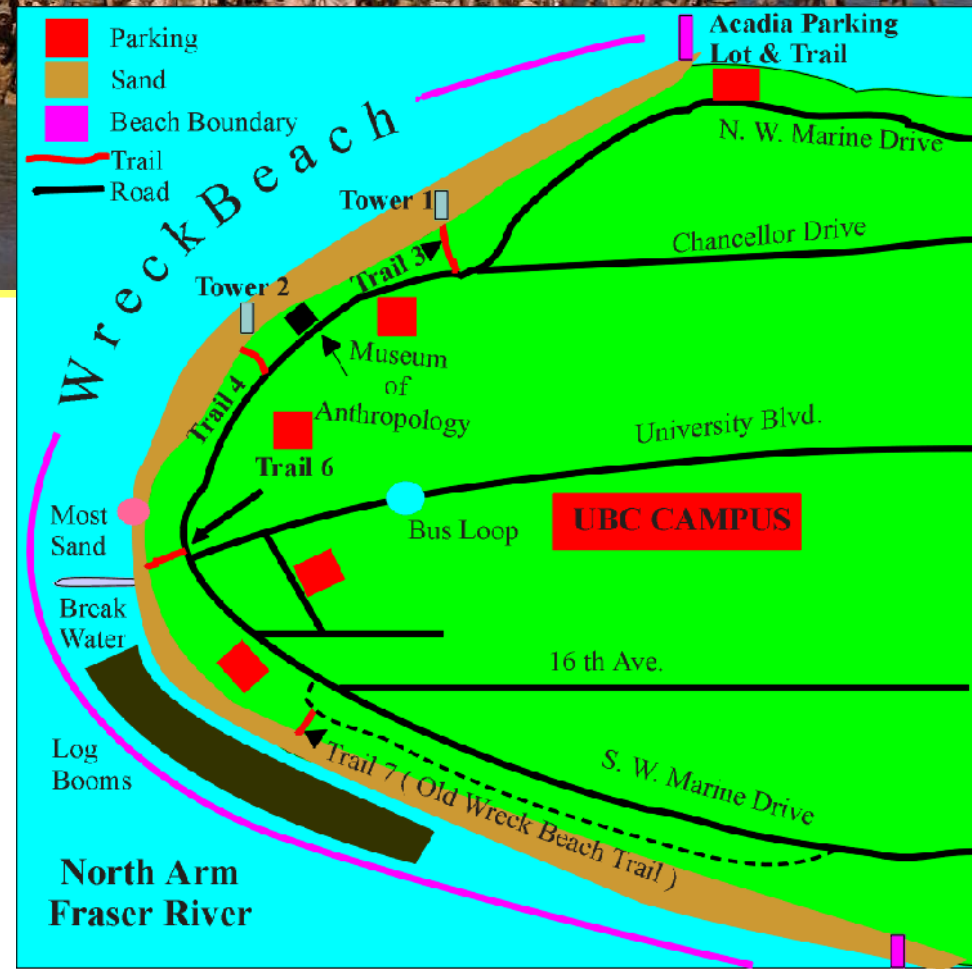 Parking
Sand
Beach Boundary
Trail
Road
Acadia Parking
Lot & Trail
N. W. Marine Drive
Wreck Beach
Tower 1
Chancellor Drive
Trail 3
Tower 2
Museum
of
Anthropology
Trail 4
University Blvd.
Trail 6
Most
Sand
Bus Loop
UBC CAMPUS
Break
Water
16 th Ave.
Log
Booms
Trail 7 ( Old Wreck Beach Trail )
S. W. Marine Drive
North Arm
Fraser River